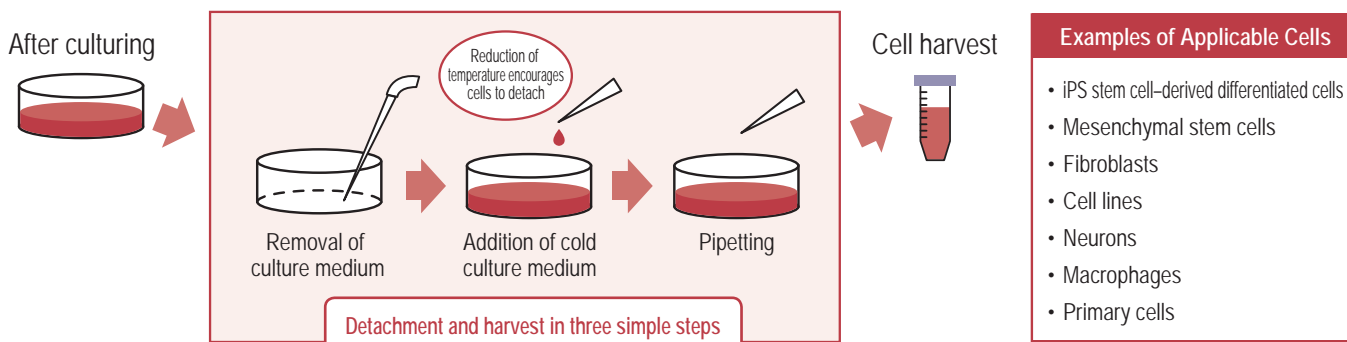 After culturing
Reduction of
temperature encourages
cells to detach
Removal of
culture medium
Addition of cold
culture medium
Pipetting
Detachment and harvest in three simple steps
Cell harvest
Examples of Applicable Cells
• iPS stem cell–derived differentiated cells
• Mesenchymal stem cells
• Fibroblasts
• Cell lines
• Neurons
• Macrophages
• Primary cells